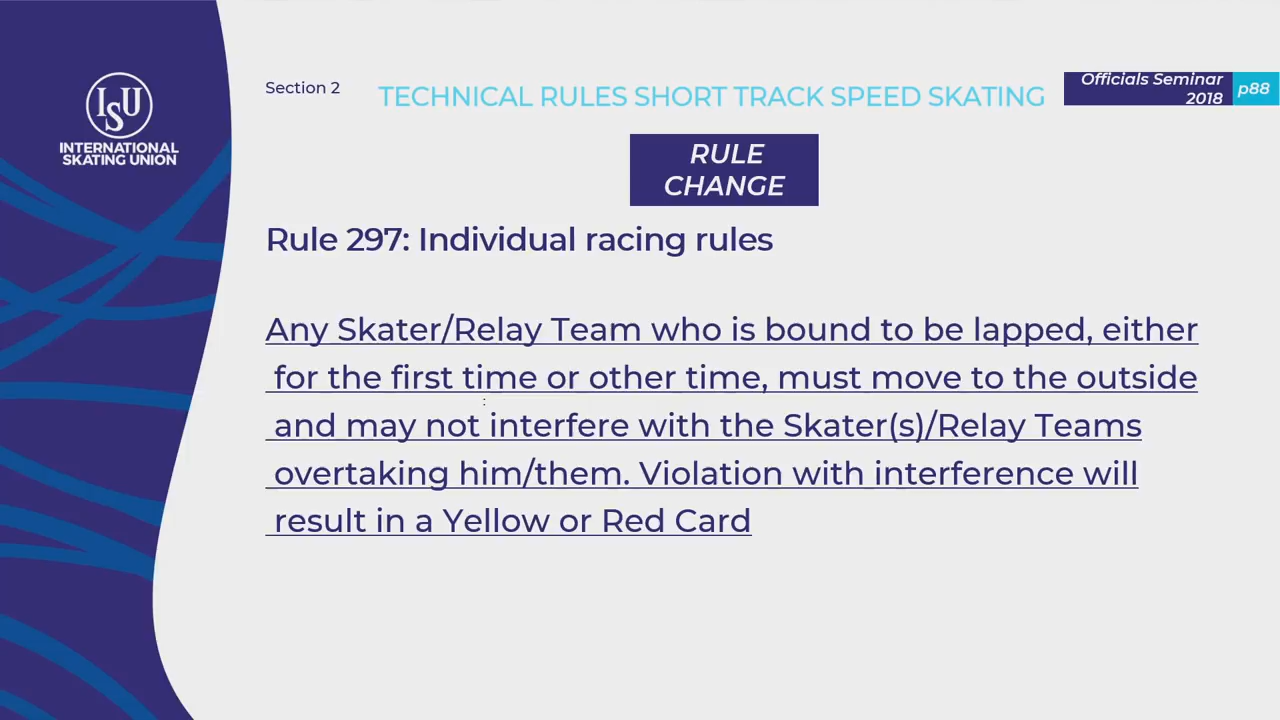 ISU
INTERNATIONAL
SKATING UNION
Section 2
TECHNICAL RULES SHORT TRACK SPEED SKATING
Officials Seminar
2018
p88
RULE
CHANGE
Rule 297: Individual racing rules
Any Skater/Relay Team who is bound to be lapped, either
for the first time or other time, must move to the outside
and may not interfere with the Skater(s)/Relay Teams
overtaking him/them. Violation with interference will
result in a Yellow or Red Card